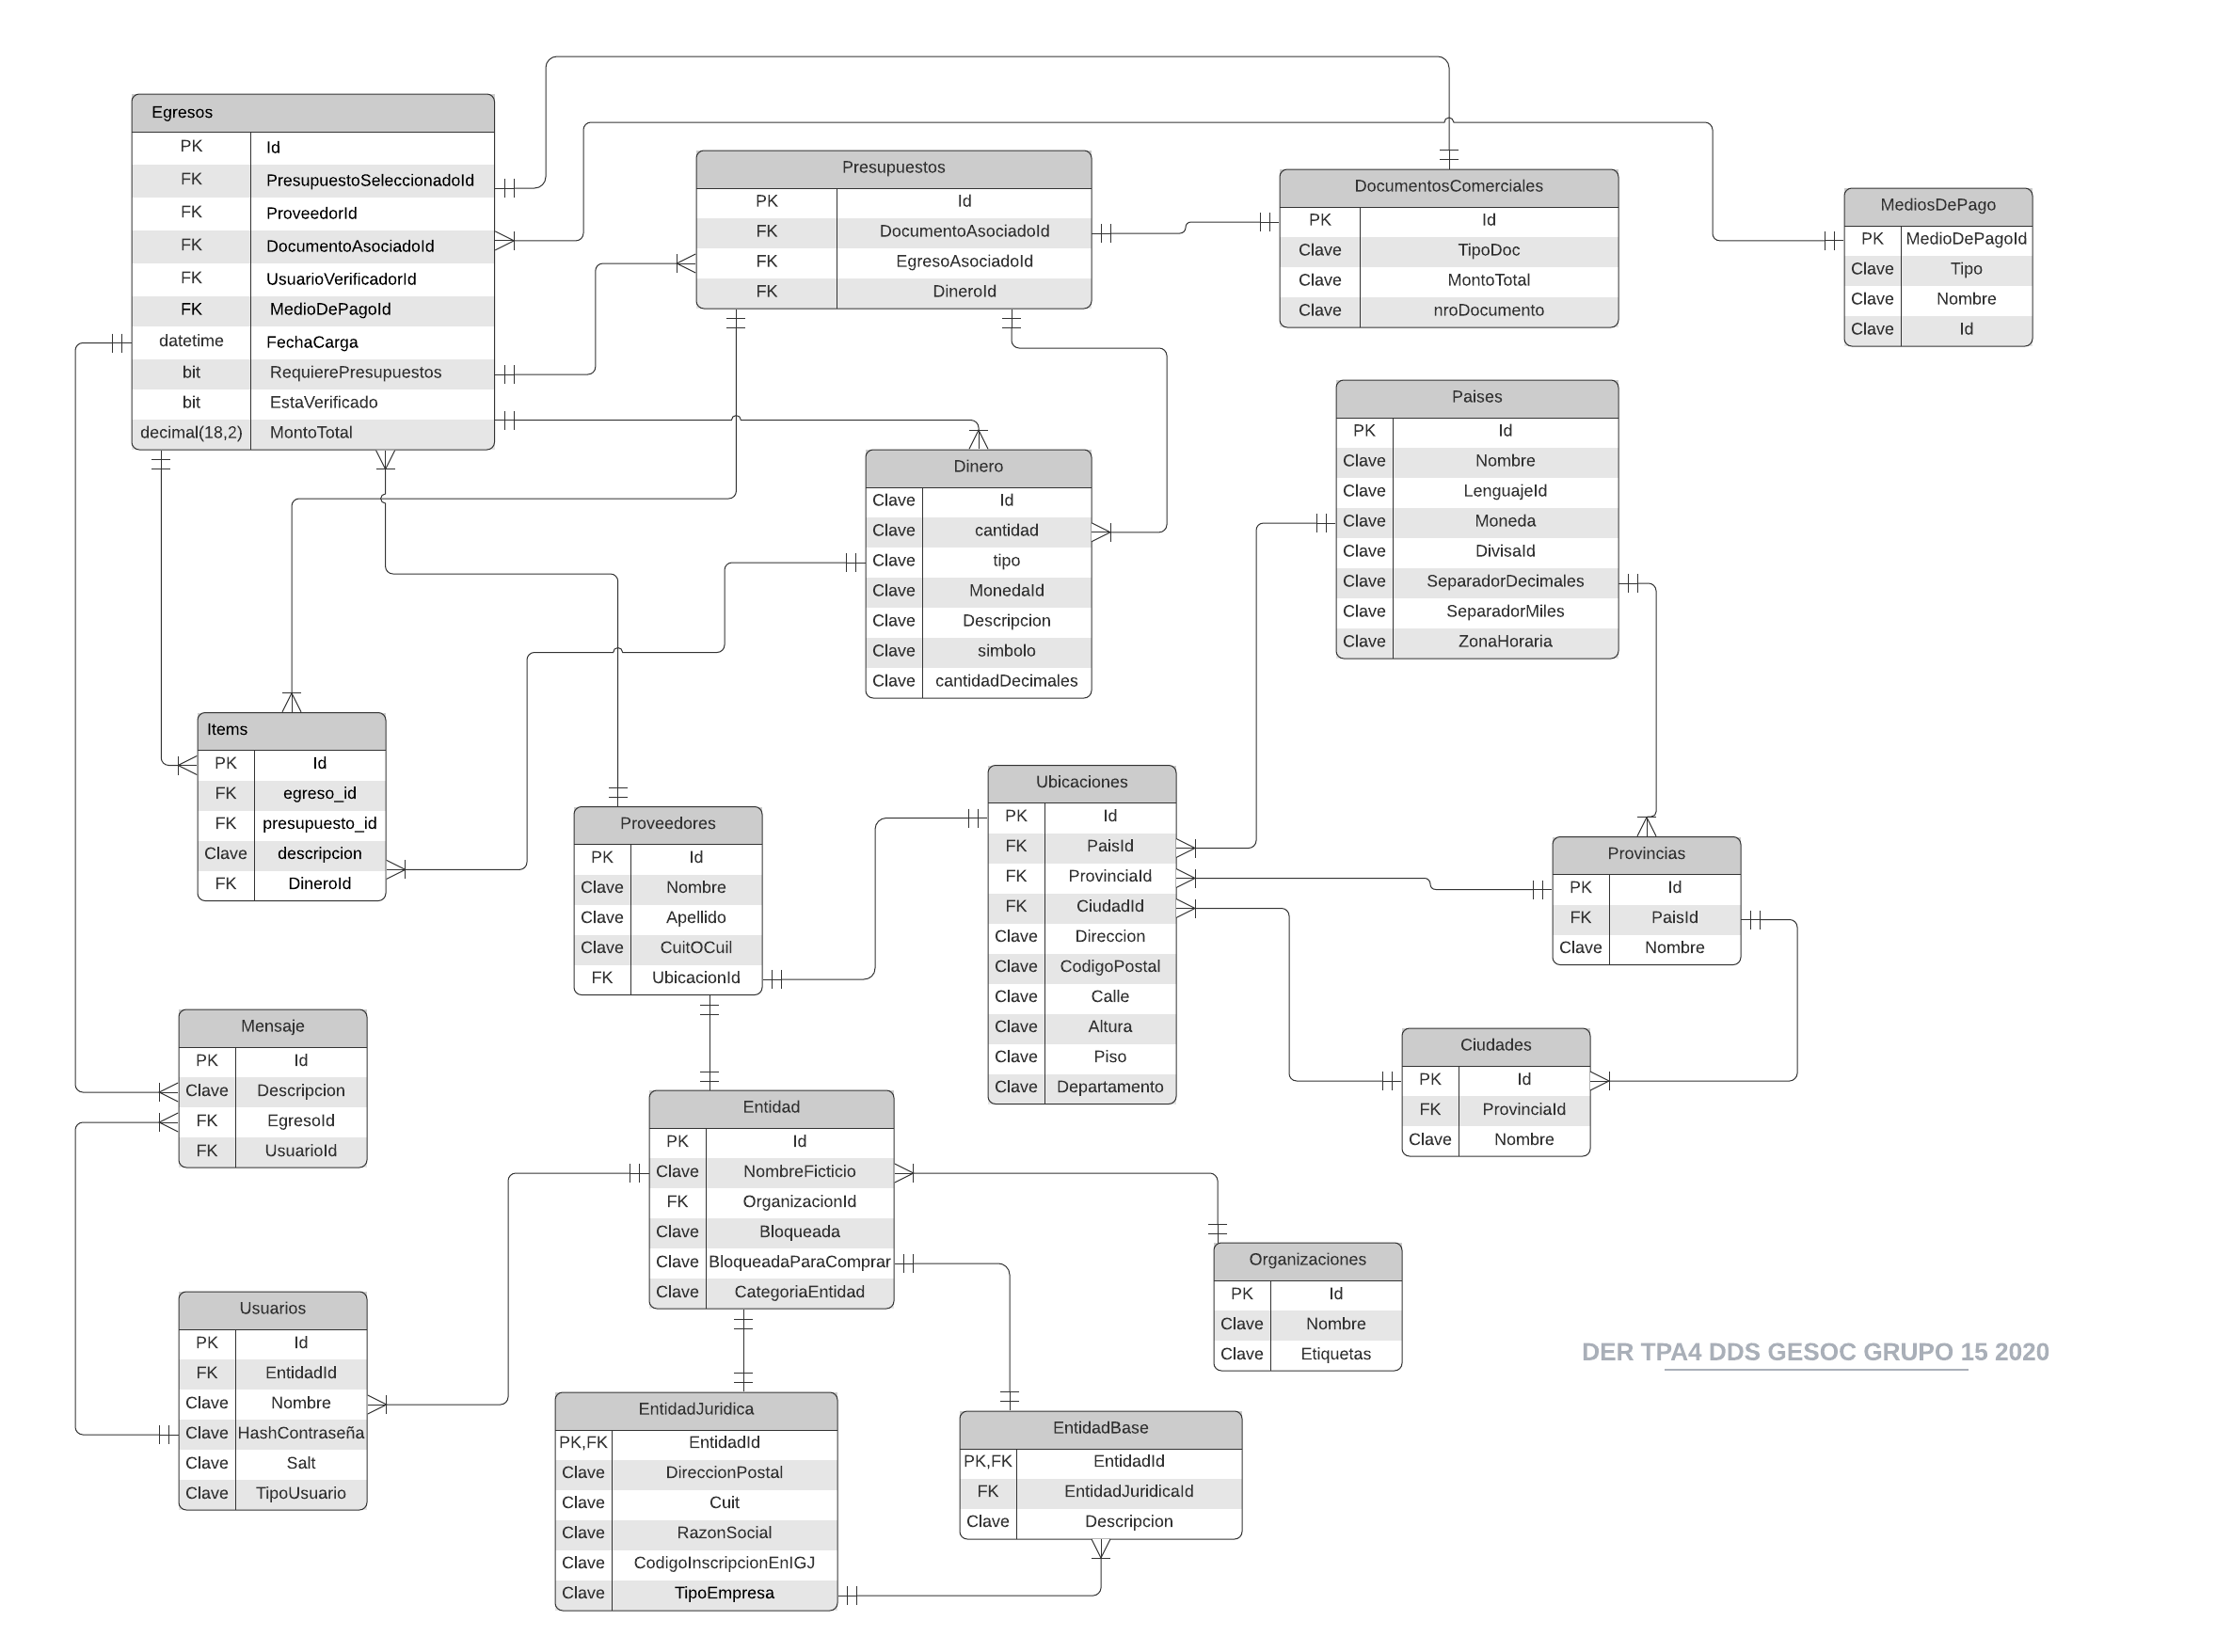 Egresos
PK Id
FK PresupuestoSeleccionadoId
FK ProveedorId
FK DocumentoAsociadoId
FK UsuarioVerificadorId
FK MedioDePagoId
datetime FechaCarga
bit RequierePresupuestos
bit EstaVerificado
decimal(18,2) MontoTotal
Presupuestos
PK Id
FK DocumentoAsociadoId
FK EgresoAsociadoId
FK DineroId
DocumentosComerciales
PK Id
Clave TipoDoc
Clave MontoTotal
Clave nroDocumento
MediosDePago
PK MedioDePagoId
Clave Tipo
Clave Nombre
Clave Id
Paises
PK Id
Clave Nombre
Clave LenguajeId
Clave Moneda
Clave DivisaId
Clave SeparadorDecimales
Clave SeparadorMiles
Clave ZonaHoraria
Dinero
Clave Id
Clave cantidad
Clave tipo
Clave MonedaId
Clave Descripcion
Clave simbolo
Clave cantidadDecimales
Items
PK Id
FK egreso_id
FK presupuesto_id
Clave descripcion
FK DineroId
Proveedores
PK Id
Clave Nombre
Clave Apellido
Clave CuitOCuil
FK UbicacionId
Ubicaciones
PK Id
FK PaisId
FK ProvinciaId
FK CiudadId
Clave Direccion
Clave CodigoPostal
Clave Calle
Clave Altura
Clave Piso
Clave Departamento
Provincias
PK Id
FK PaisId
Clave Nombre
Ciudades
PK Id
FK ProvinciaId
Clave Nombre
Mensaje
PK Id
Clave Descripcion
FK EgresoId
FK UsuarioId
Entidad
PK Id
Clave NombreFicticio
FK OrganizacionId
Clave Bloqueada
Clave BloqueadaParaComprar
Clave CategoriaEntidad
Organizaciones
PK Id
Clave Nombre
Clave Etiquetas
Usuarios
PK Id
FK EntidadId
Clave Nombre
Clave HashContraseña
Clave Salt
Clave TipoUsuario
EntidadJuridica
PK,FK EntidadId
Clave DireccionPostal
Clave Cuit
Clave RazonSocial
Clave CodigoInscripcionEnIGJ
Clave TipoEmpresa
EntidadBase
PK,FK EntidadId
FK EntidadJuridicaId
Clave Descripcion
DER TPA4 DDS GESOC GRUPO 15 2020